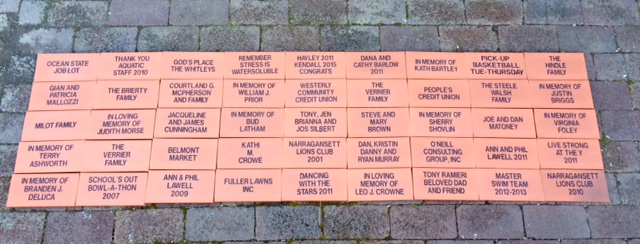 OCEAN STATE
JOB LOT
THANK YOU
AQUATIC
STAFF 2010
GOD'S PLACE
THE WHITLEYS
REMEMBER
STRESS IS
WATERSOLUBLE
HAYLEY 2011
KENDALL 2015
CONGRATS
DANA AND
CATHY BARLOW
2011
IN MEMORY OF
KATH BARTLEY
PICK-UP
BASKETBALL
TUE-THURSDAY
THE
HINDLE
FAMILY
GIAN AND
PATRICIA
MALLOZZI
THE BRIERTY
FAMILY
COURTLAND G.
MCPHERSON
AND FAMILY
IN MEMORY OF
WILLIAM J.
PRIOR
WESTERLY
COMMUNITY
CREDIT UNION
THE
VERRIER
FAMILY
PEOPLE'S
CREDIT UNION
THE STEELE
WALSH
FAMILY
IN MEMORY OF
JUSTIN
BRIGGS
MILOT FAMILY
IN LOVING
MEMORY OF
JUDITH MORSE
JACQUELINE
AND JAMES
CUNNINGHAM
IN MEMORY OF
BUD
LATHAM
TONY, JEN
BRIANNA AND
JOS SILBERT
STEVE AND
MARY
BROWN
IN MEMORY OF
SHERRY
SHOVLIN
JOE AND DAN
MATONEY
IN MEMORY OF
VIRGINIA
FOLEY
IN MEMORY OF
TERRY
ASHWORTH
THE
VERRIER
FAMILY
BELMONT
MARKET
KATH
M.
CROWE
NARRAGANSETT
LIONS CLUB
2001
DAN, KRISTIN
DANNY AND
RYAN MURRAY
O'NEILL
CONSULTING
GROUP, INC
ANN AND PHIL
LAWELL 2011
LIVE STRONG
AT THE Y
2011
IN MEMORY OF
BRANDEN J.
DELUCA
SCHOOL'S OUT
BOWL-A-THON
2007
ANN & PHIL
LAWELL
2009
FULLER LAWNS
INC
DANCING
WITH THE
STARS 2011
IN LOVING
MEMORY OF
LEO J. CROWNE
TONY RAMIERI
BELOVED DAD
AND FRIEND
MASTER
SWIM TEAM
2012-2013
NARRAGANSETT
LIONS CLUB
2010